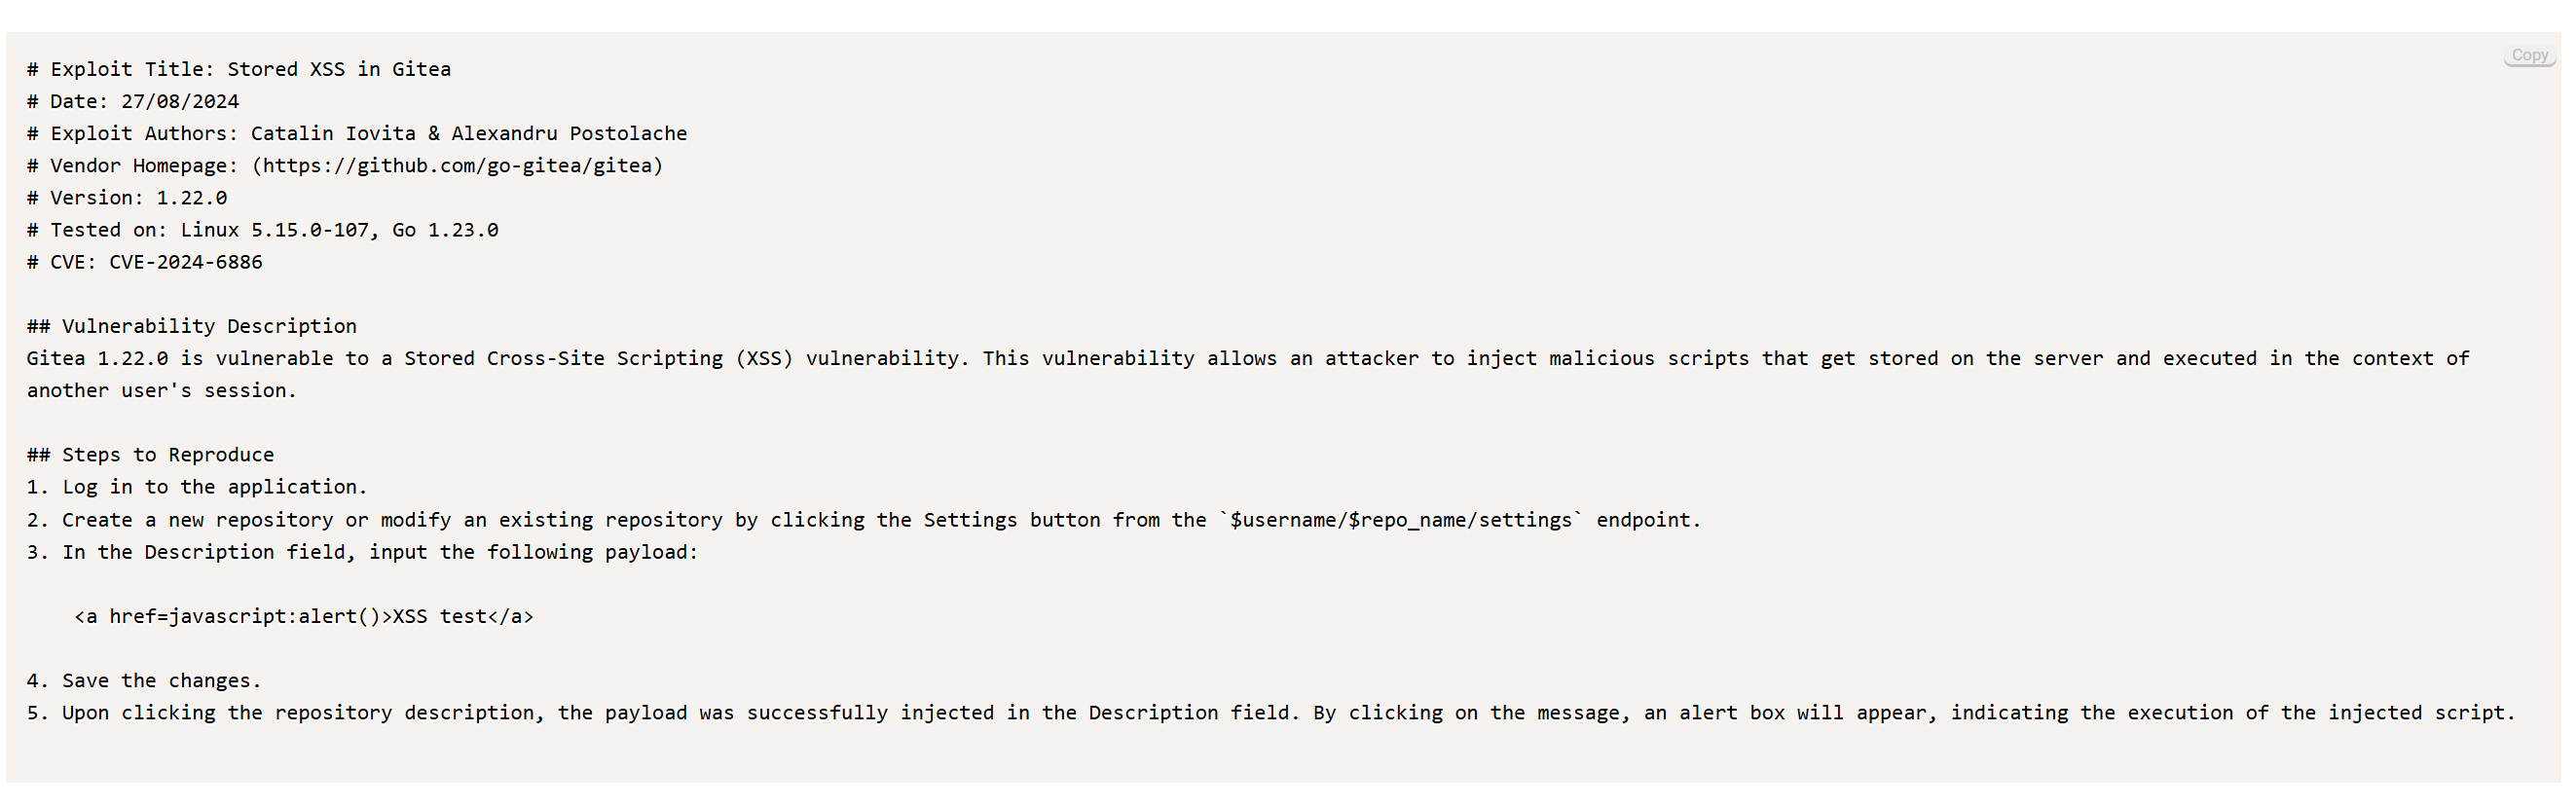 Copy
# Exploit Title: Stored XSS in Gitea
# Date: 27/08/2024
# Exploit Authors: Catalin Iovita & Alexandru Postolache
# Vendor Homepage: (https://github.com/go-gitea/gitea)
# Version: 1.22.0
# Tested on: Linux 5.15.0-107, Go 1.23.0
# CVE: CVE-2024-6886

## Vulnerability Description
Gitea 1.22.0 is vulnerable to a Stored Cross-Site Scripting (XSS) vulnerability. This vulnerability allows an attacker to inject malicious scripts that get stored on the server and executed in the context of
another user's session.

## Steps to Reproduce
1. Log in to the application.
2. Create a new repository or modify an existing repository by clicking the Settings button from the `$username/$repo_name/settings` endpoint.
3. In the Description field, input the following payload:

    <a href=javascript:alert()>XSS test</a>

4. Save the changes.
5. Upon clicking the repository description, the payload was successfully injected in the Description field. By clicking on the message, an alert box will appear, indicating the execution of the injected script.